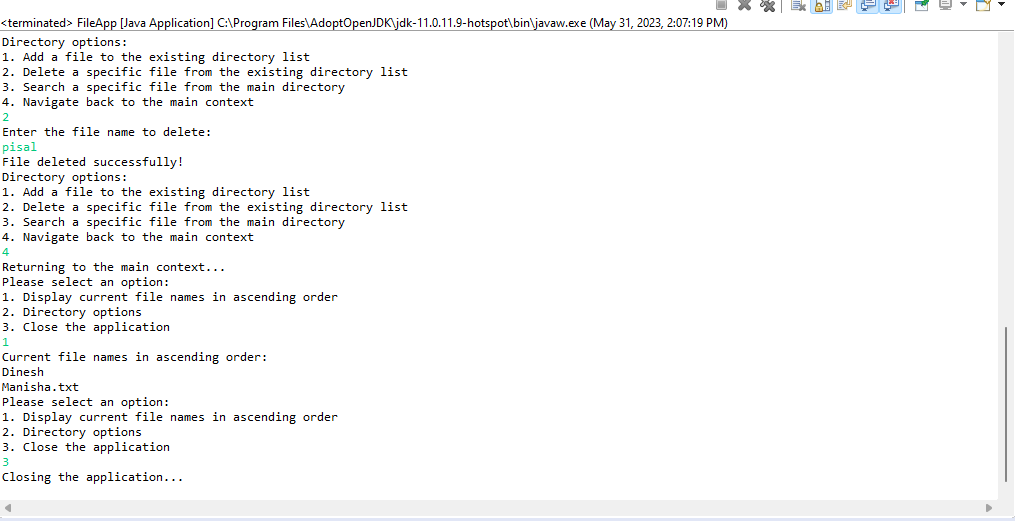 <terminated> FileApp [Java Application] C:\Program Files\AdoptOpenJDK\jdk-11.0.11.9-hotspot\bin\javaw.exe (May 31, 2023, 2:07:19 PM)
Directory options:
1. Add a file to the existing directory list
2. Delete a specific file from the existing directory list
3. Search a specific file from the main directory
4. Navigate back to the main context
2
Enter the file name to delete:
pisal
File deleted successfully!
Directory options:
1. Add a file to the existing directory list
2. Delete a specific file from the existing directory list
3. Search a specific file from the main directory
4. Navigate back to the main context
4
Returning to the main context...
Please select an option:
1. Display current file names in ascending order
2. Directory options
3. Close the application
1
Current file names in ascending order:
Dinesh
Manisha.txt
Please select an option:
1. Display current file names in ascending order
2. Directory options
3. Close the application
3
Closing the application...